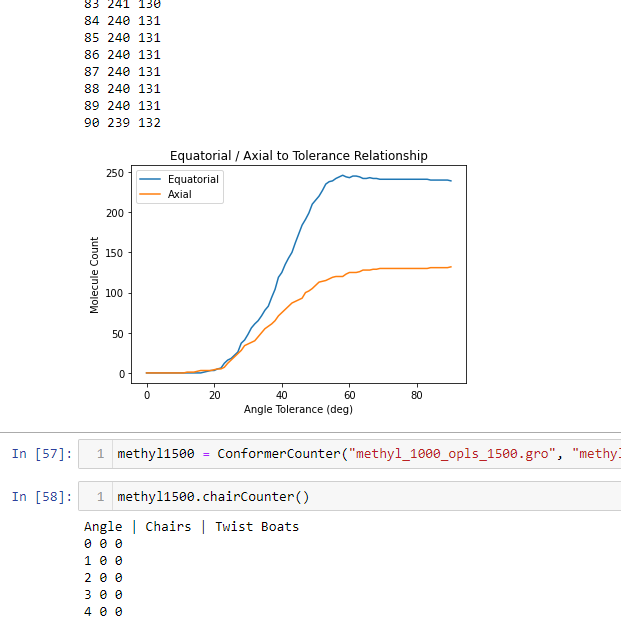 83 241 130
84 240 131
85 240 131
86 240 131
87 240 131
88 240 131
89 240 131
90 239 132
Equatorial / Axial to Tolerance Relationship
Equatorial
Axial
Molecule Count
250
200
150
100
50
0
0 20 40 60 80
Angle Tolerance (deg)
In [57]: 1 methyl1500 = ConformerCounter("methyl_1000_opls_1500.gro", "methyl
In [58]: 1 methyl1500.chairCounter()
Angle | Chairs | Twist Boats
0 0 0
1 0 0
2 0 0
3 0 0
4 0 0